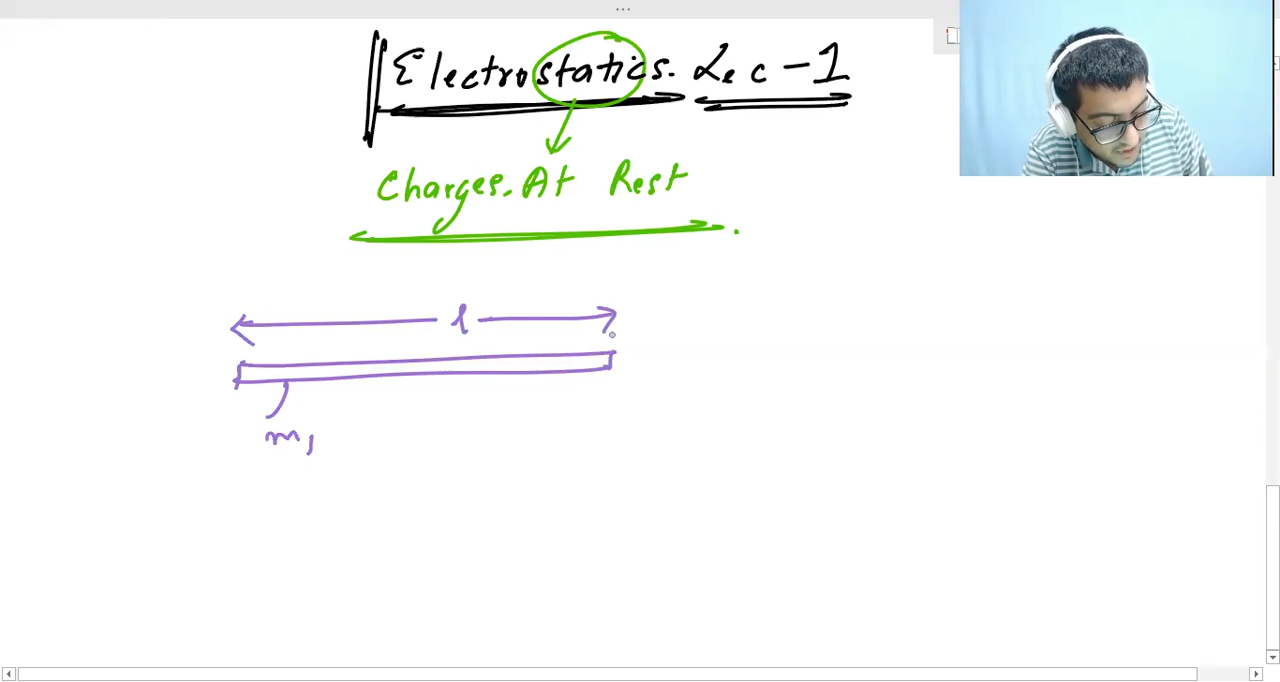 Electrostatics. Lec-1
Charges. At Rest
l
m,